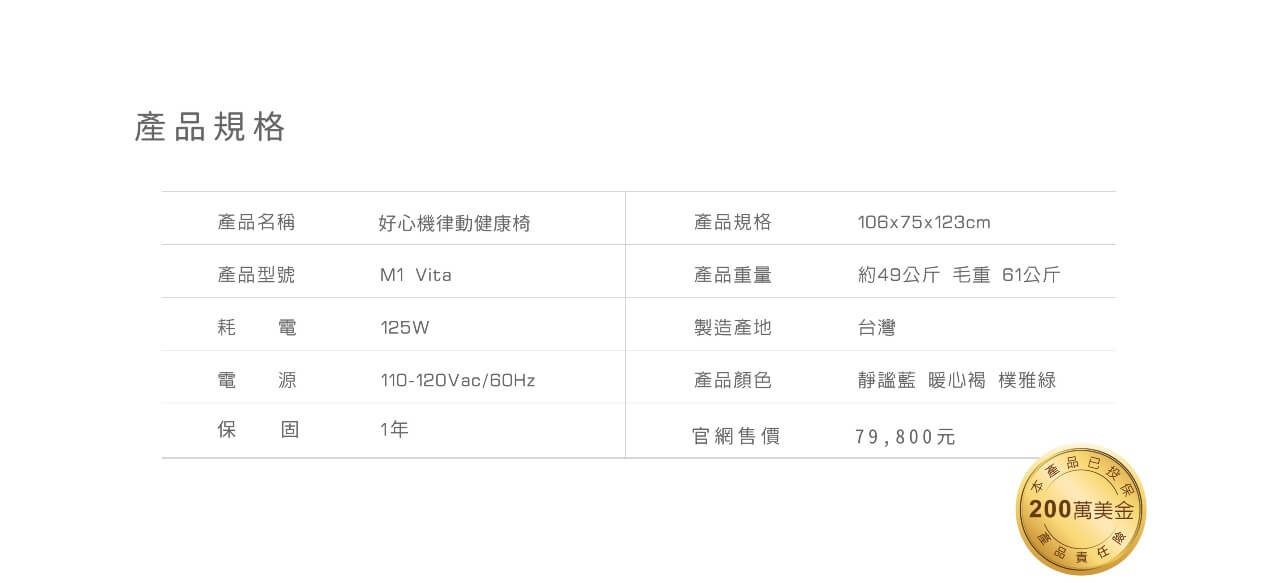 產品規格
產品名稱 好心機律動健康椅 產品規格 106x75x123cm
產品型號 M1 Vita 產品重量 約49公斤 毛重 61公斤
耗 電 125W 製造產地 台灣
電 源 110-120Vac/60Hz 產品顏色 靜謐藍 暖心褐 樸雅綠
保 固 1年 官網售價 79,800元
本產品已投保
200萬美金
產品責任險